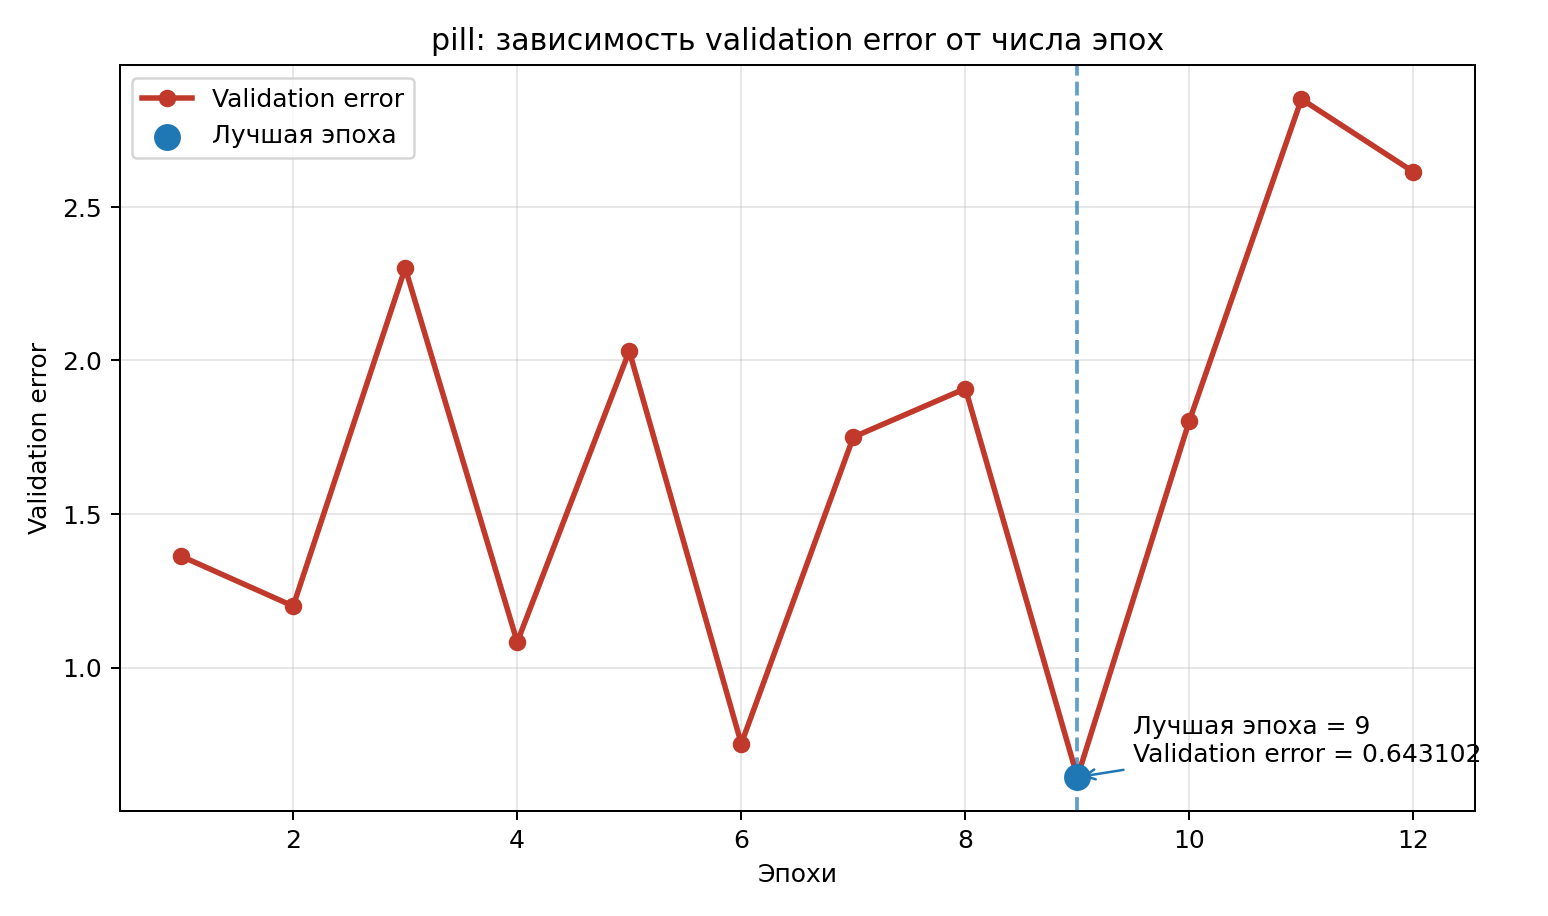 pill: зависимость validation error от числа эпох
Validation error
Лучшая эпоха
Validation error
2.5
2.0
1.5
1.0
Лучшая эпоха = 9
Validation error = 0.643102
2 4 6 8 10 12
Эпохи